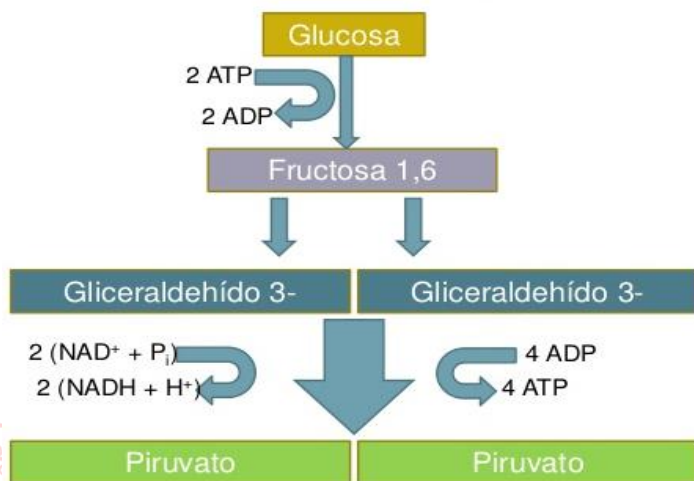 Glucosa
2 ATP
2 ADP
Fructosa 1,6
Gliceraldehído 3-
Gliceraldehído 3-
2 (NAD⁺ + Pᵢ)
4 ADP
2 (NADH + H⁺)
4 ATP
Piruvato
Piruvato